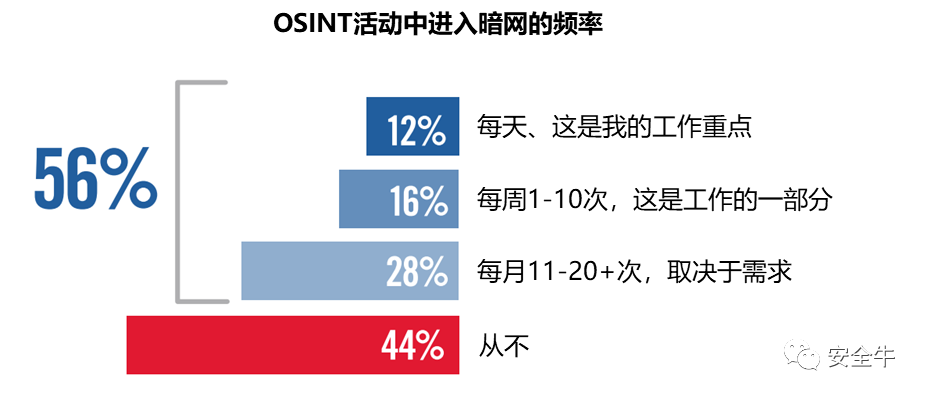 OSINT活动中进入暗网的频率
56%
12% 每天、这是我的工作重点
16% 每周1-10次，这是工作的一部分
28% 每月11-20+次，取决于需求
44% 从不
安全牛